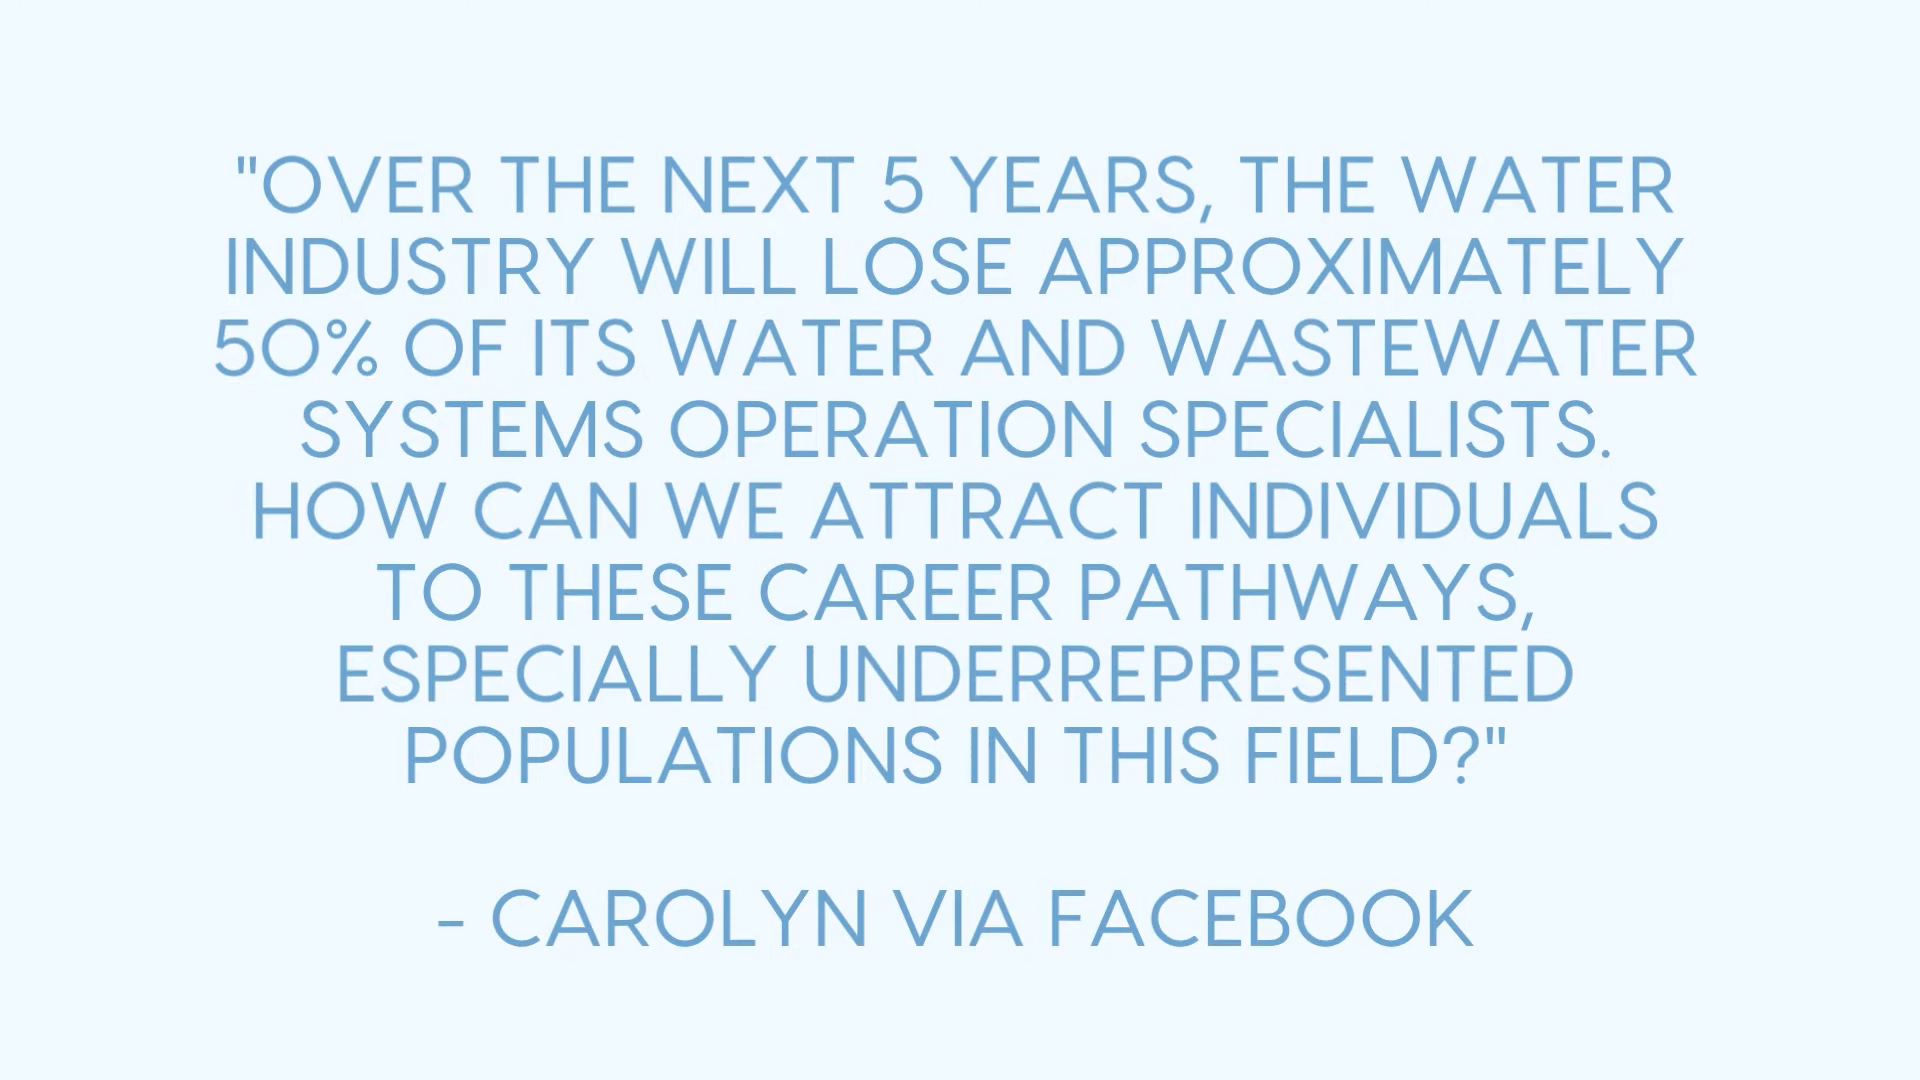 "OVER THE NEXT 5 YEARS, THE WATER
INDUSTRY WILL LOSE APPROXIMATELY
50% OF ITS WATER AND WASTEWATER
SYSTEMS OPERATION SPECIALISTS.
HOW CAN WE ATTRACT INDIVIDUALS
TO THESE CAREER PATHWAYS,
ESPECIALLY UNDERREPRESENTED
POPULATIONS IN THIS FIELD?"
- CAROLYN VIA FACEBOOK